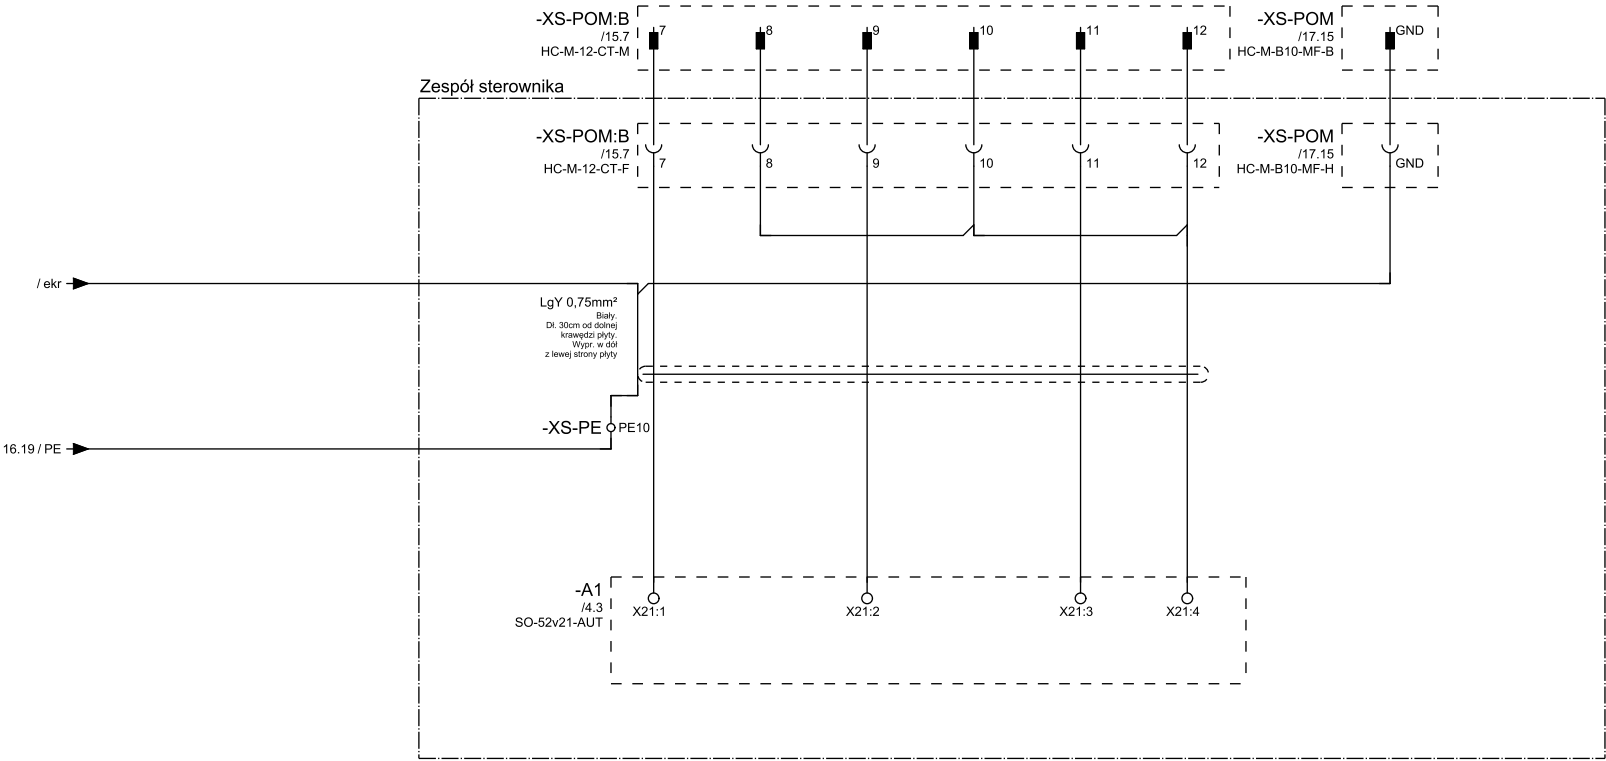 -XS-POM:B
/15.7
HC-M-12-CT-M
7
8
9
10
11
12
-XS-POM
/17.15
HC-M-B10-MF-B
GND
Zespół sterownika
-XS-POM:B
/15.7
HC-M-12-CT-F
7
8
9
10
11
12
-XS-POM
/17.15
HC-M-B10-MF-H
GND
/ ekr
LgY 0,75mm²
Biały.
Dł. 30cm od dolnej
krawędzi płyty.
Wypr. w dół
z lewej strony płyty
-XS-PE
PE10
16.19 / PE
-A1
/4.3
SO-52v21-AUT
X21:1
X21:2
X21:3
X21:4